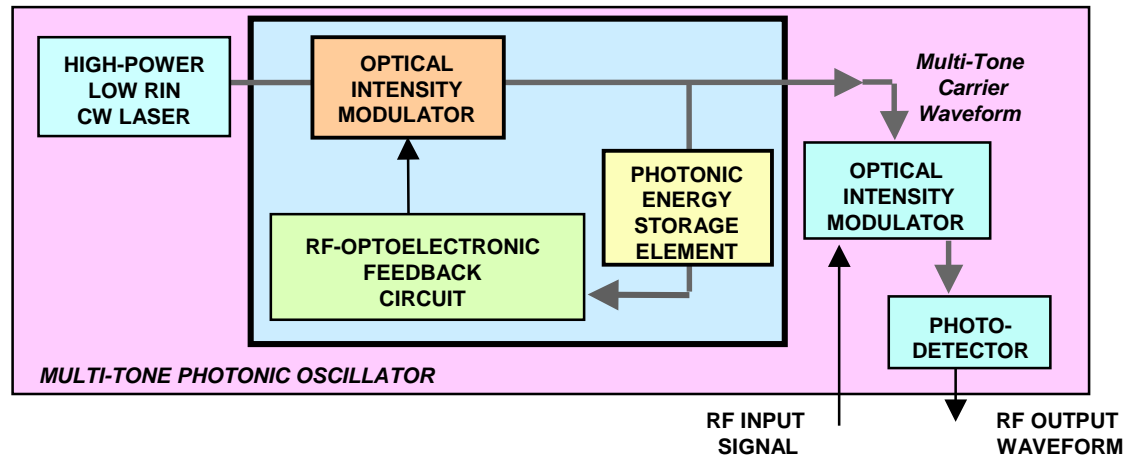 HIGH-POWER
LOW RIN
CW LASER
OPTICAL
INTENSITY
MODULATOR
Multi-Tone
Carrier
Waveform
PHOTONIC
ENERGY
STORAGE
ELEMENT
OPTICAL
INTENSITY
MODULATOR
RF-OPTOELECTRONIC
FEEDBACK
CIRCUIT
PHOTO-
DETECTOR
MULTI-TONE PHOTONIC OSCILLATOR
RF INPUT
SIGNAL
RF OUTPUT
WAVEFORM